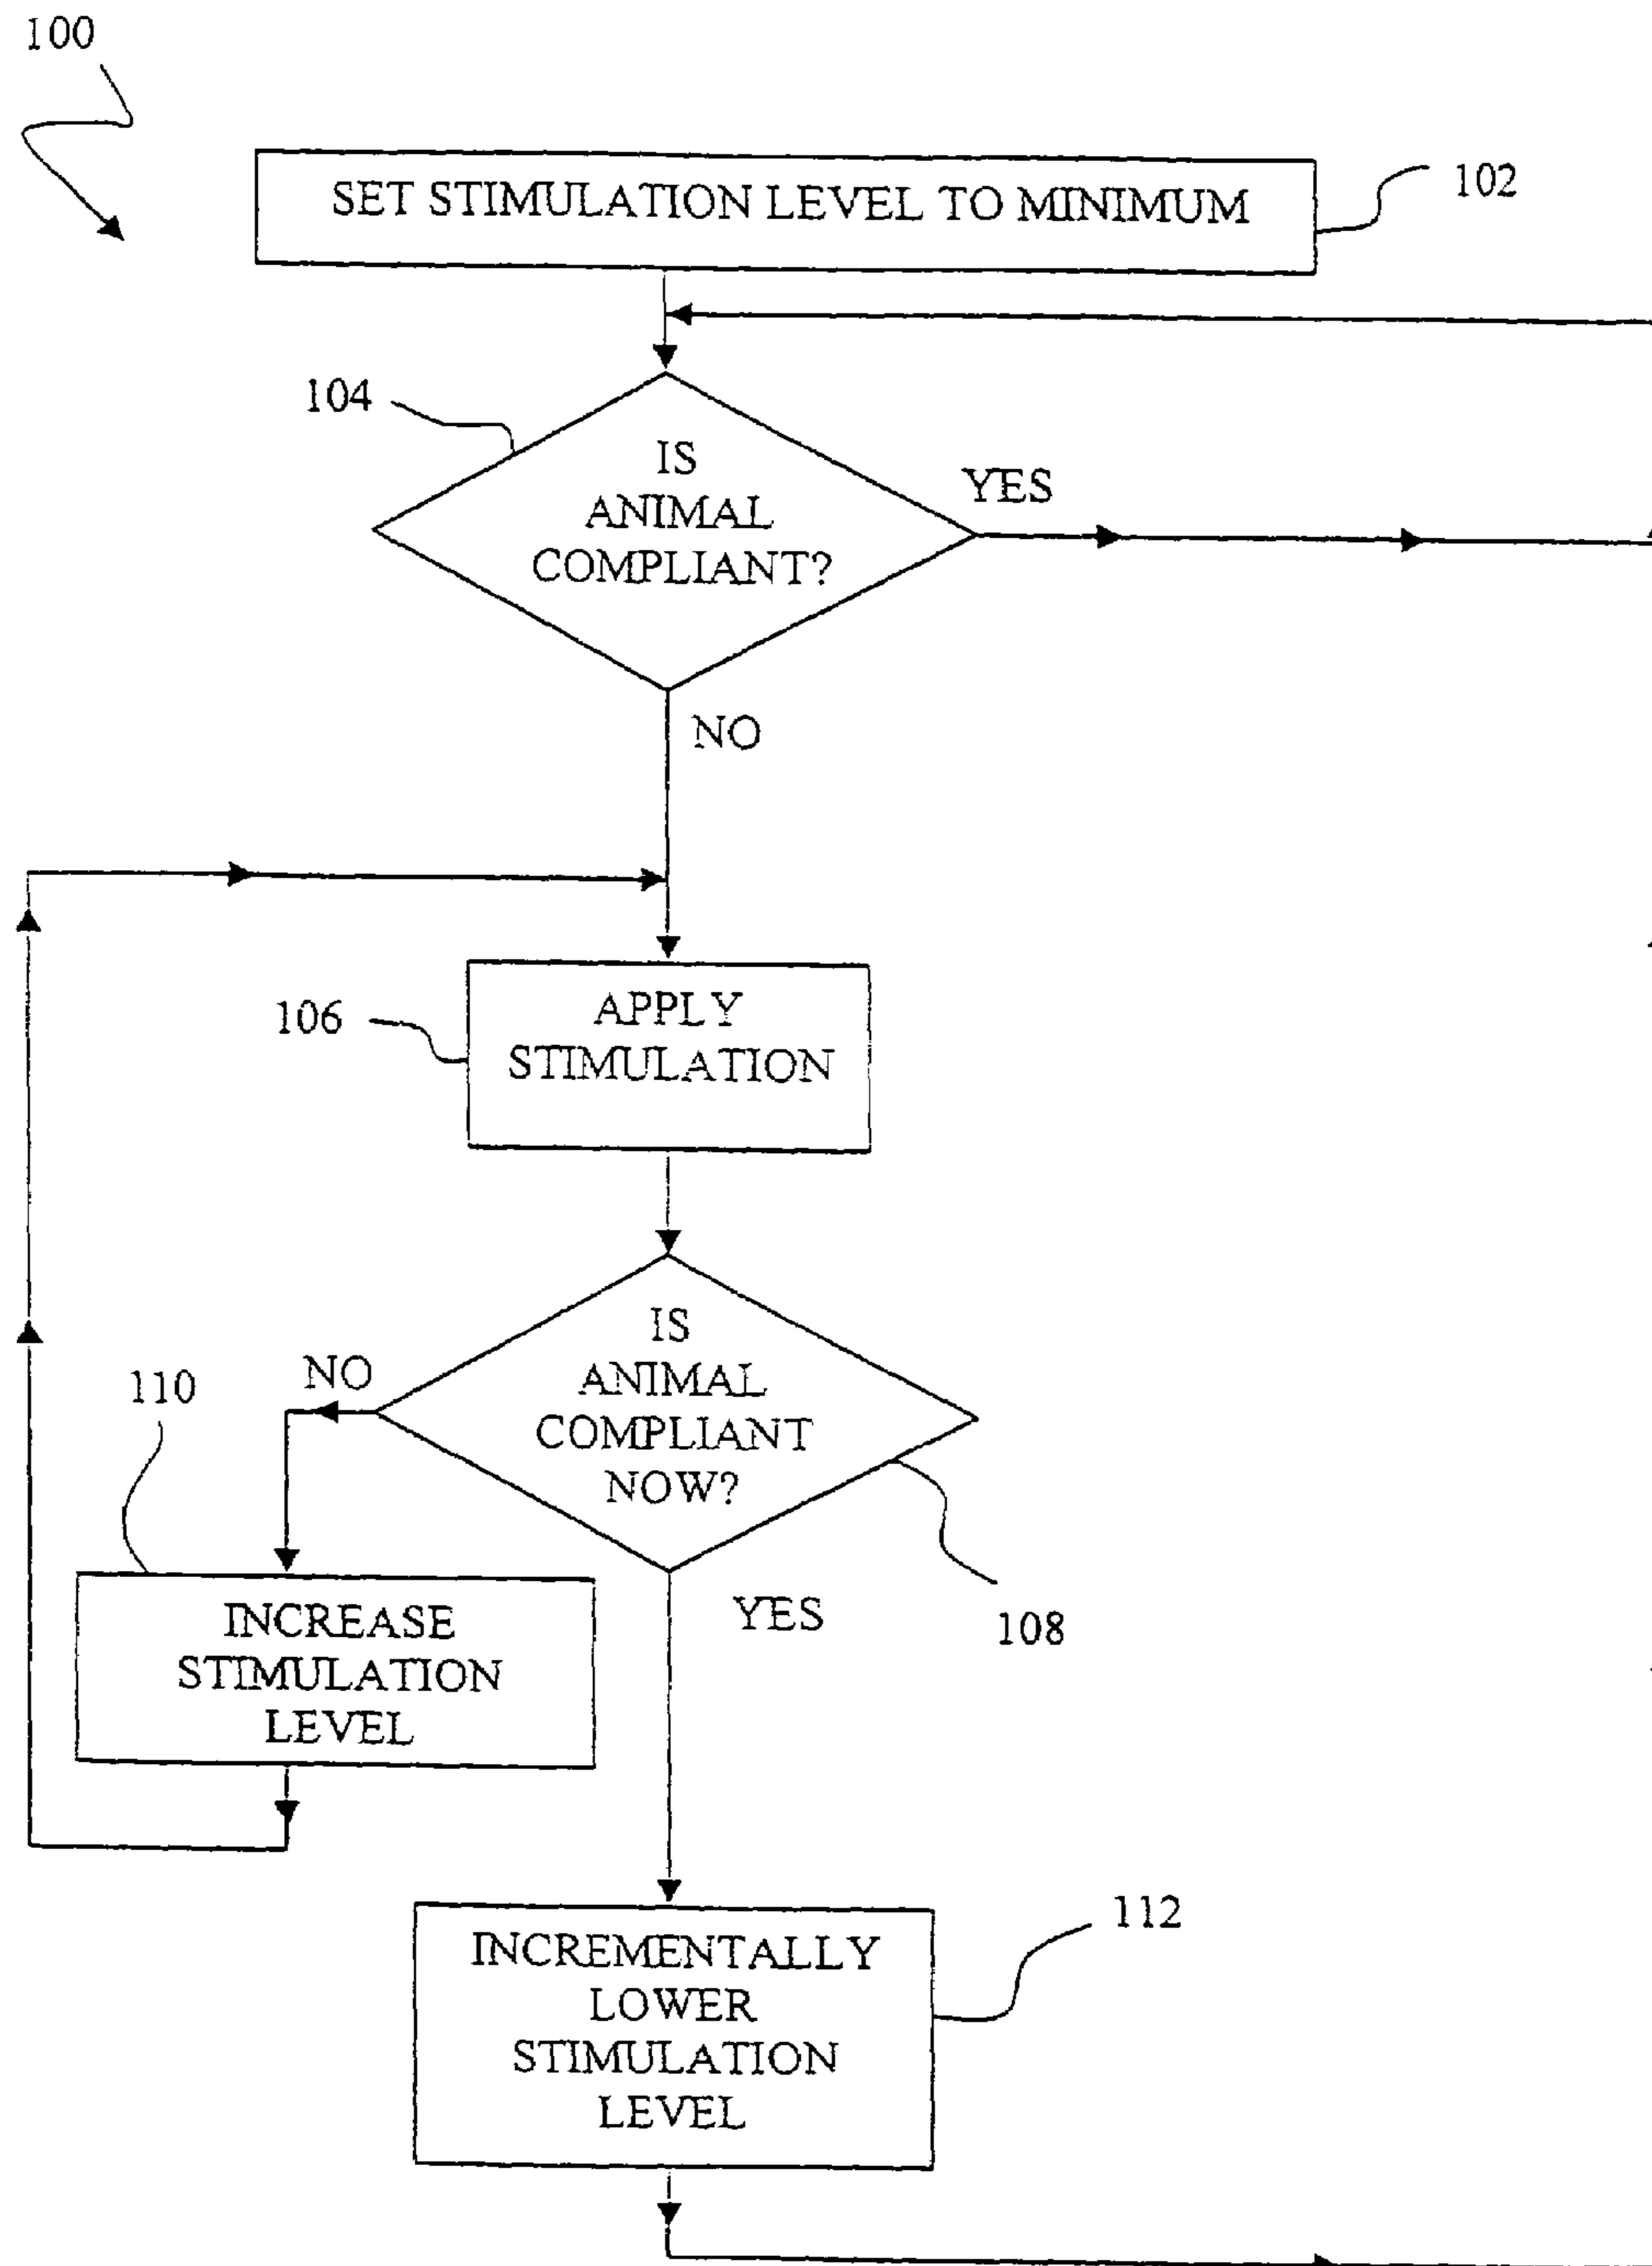 100
SET STIMULATION LEVEL TO MINIMUM
102
104
IS
ANIMAL
COMPLIANT?
YES
NO
106
APPLY
STIMULATION
IS
ANIMAL
COMPLIANT
NOW?
NO
110
YES
108
INCREASE
STIMULATION
LEVEL
112
INCREMENTALLY
LOWER
STIMULATION
LEVEL